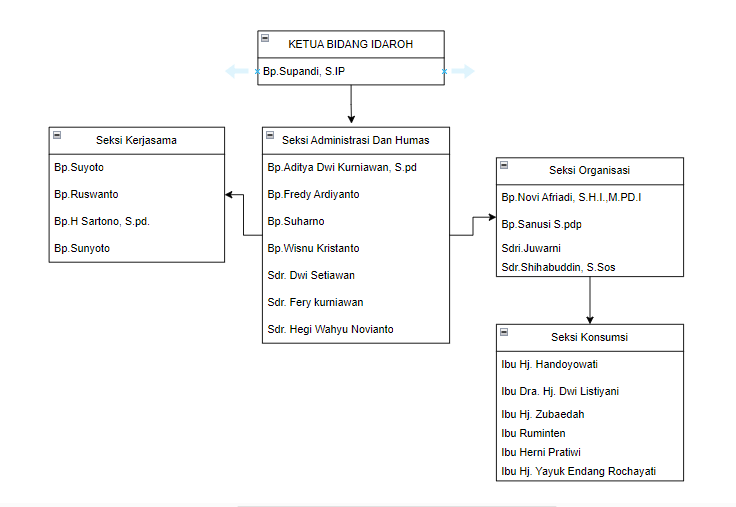 KETUA BIDANG IDAROH
Bp.Supandi, S.IP
Seksi Kerjasama
Bp.Suyoto
Bp.Ruswanto
Bp.H Sartono, S.pd.
Bp.Sunyoto
Seksi Administrasi Dan Humas
Bp.Aditya Dwi Kurniawan, S.pd
Bp.Fredy Ardiyanto
Bp.Suharno
Bp.Wisnu Kristanto
Sdr. Dwi Setiawan
Sdr. Fery kurniawan
Sdr. Hegi Wahyu Novianto
Seksi Organisasi
Bp.Novi Afriadi, S.H.I.,M.PD.I
Bp.Sanusi S.pdp
Sdri.Juwarni
Sdr.Shihabuddin, S.Sos
Seksi Konsumsi
Ibu Hj. Handoyowati
Ibu Dra. Hj. Dwi Listiyani
Ibu Hj. Zubaedah
Ibu Ruminten
Ibu Herni Pratiwi
Ibu Hj. Yayuk Endang Rochayati